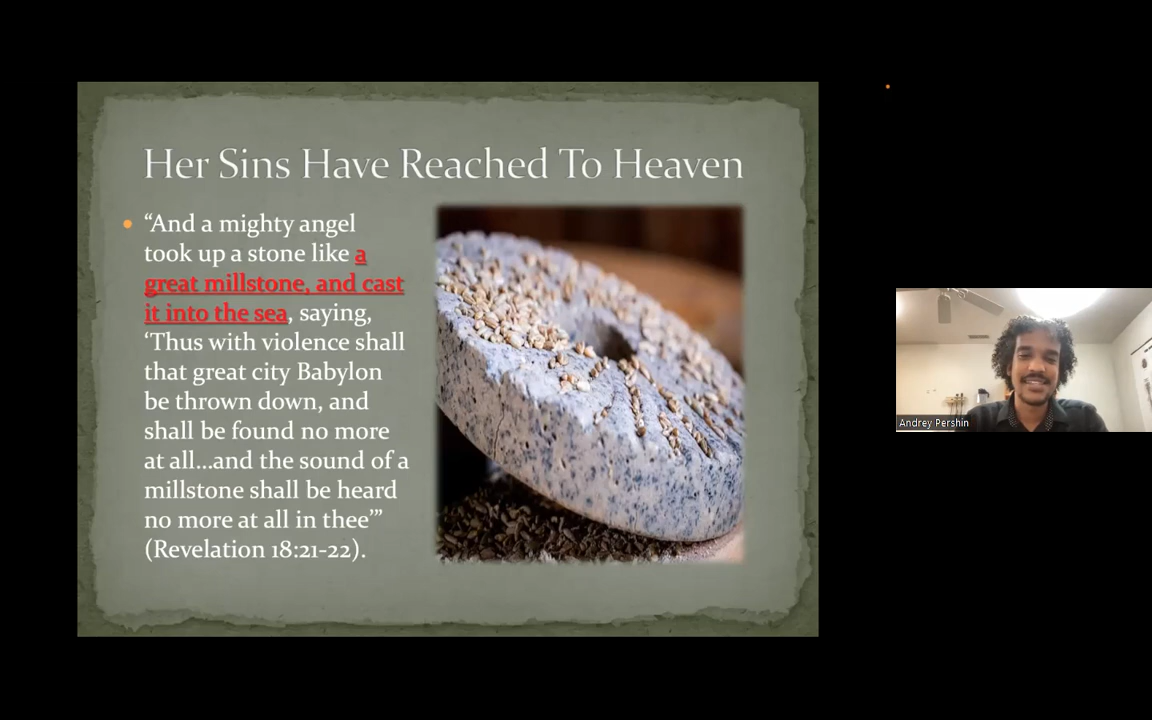 Her Sins Have Reached To Heaven
“And a mighty angel
took up a stone like a
great millstone, and cast
it into the sea, saying,
‘Thus with violence shall
that great city Babylon
be thrown down, and
shall be found no more
at all...and the sound of a
millstone shall be heard
no more at all in thee’”
(Revelation 18:21-22).
Andrey Pershin